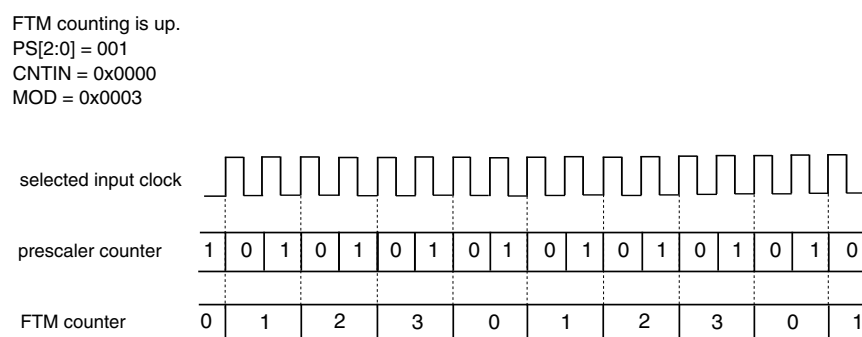 FTM counting is up.
PS[2:0] = 001
CNTIN = 0x0000
MOD = 0x0003
selected input clock
prescaler counter 1 0 1 0 1 0 1 0 1 0 1 0 1 0 1 0 1 0
FTM counter 0 1 2 3 0 1 2 3 0 1